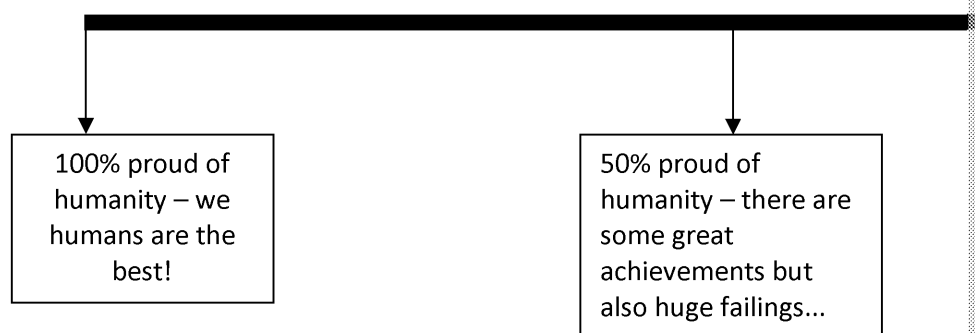 100% proud of
humanity – we
humans are the
best!
50% proud of
humanity – there are
some great
achievements but
also huge failings...